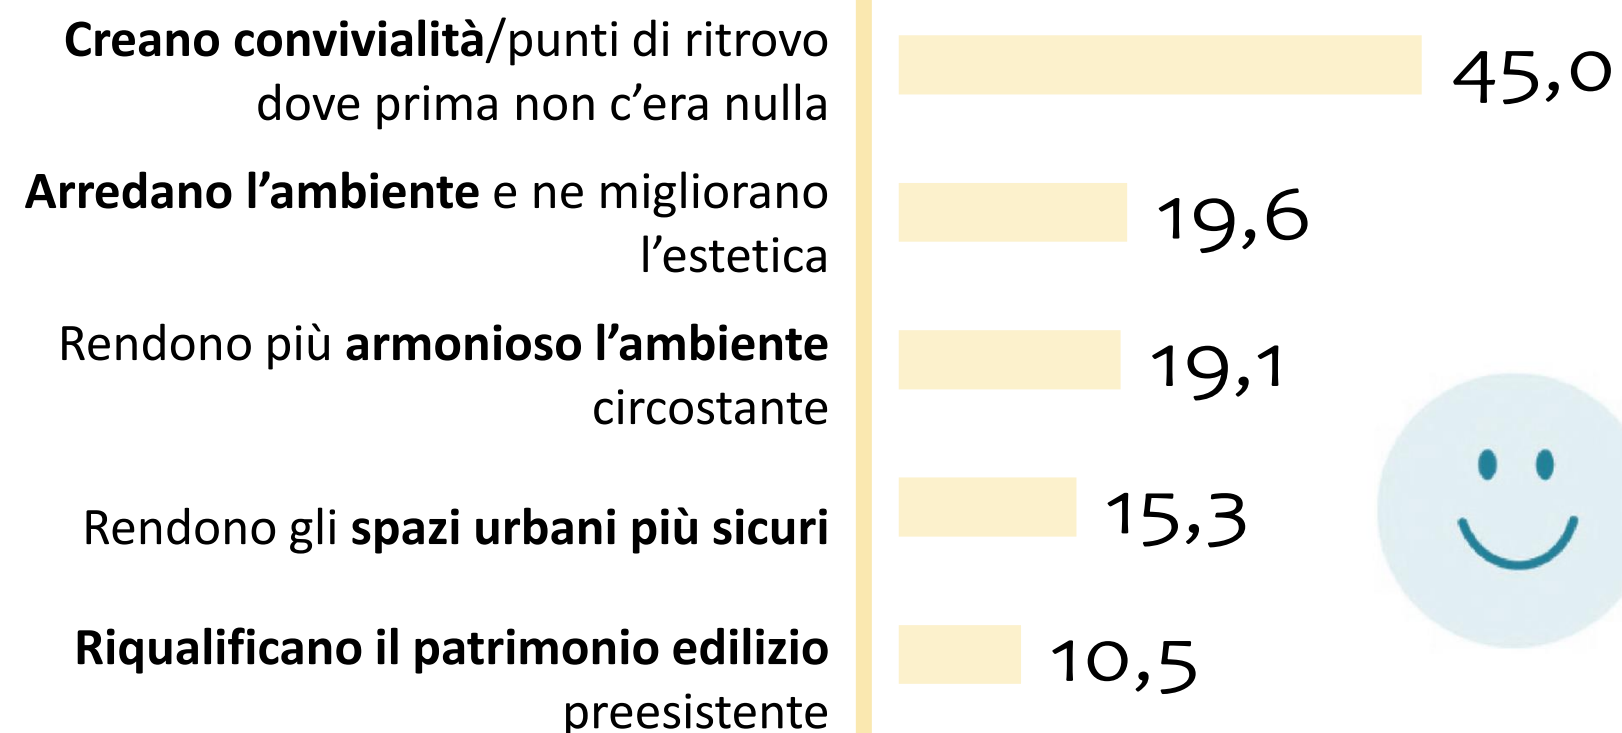 Creano convivialità/punti di ritrovo
dove prima non c’era nulla
45,0
Arredano l’ambiente e ne migliorano
l’estetica
19,6
Rendono più armonioso l’ambiente
circostante
19,1
Rendono gli spazi urbani più sicuri
15,3
Riqualificano il patrimonio edilizio
preesistente
10,5